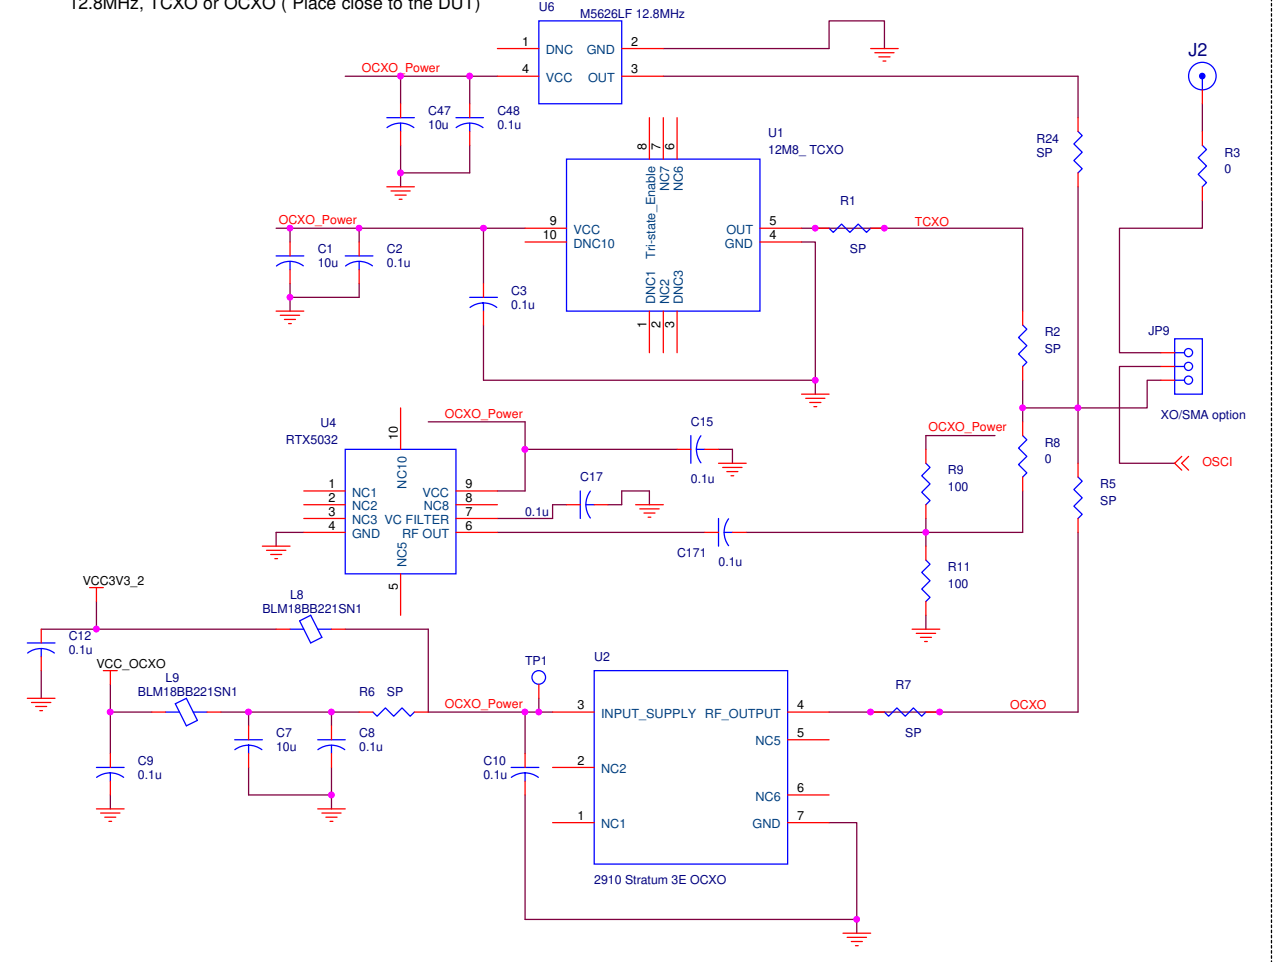 12.8MHz, TCXO or OCXO ( Place close to the DUT)
U6
M5626LF 12.8MHz
1 DNC GND 2
4 VCC OUT 3
OCXO_Power
C47
10u
C48
0.1u
J2
R24
SP
R3
0
U1
12M8_ TCXO
8 7 6
Tri-state_Enable
NC7
NC6
OCXO_Power
9 VCC
10 DNC10
OUT 5
GND 4
R1
SP
TCXO
C1
10u
C2
0.1u
C3
0.1u
DNC1
NC2
DNC3
1 2 3
R2
SP
JP9
XO/SMA option
OSCI
U4
RTX5032
10
NC10
OCXO_Power
C15
0.1u
OCXO_Power
R8
0
R9
100
R5
SP
1 NC1
2 NC2
3 NC3
4 GND
VCC 9
NC8 8
VC FILTER 7
RF OUT 6
NC5
5
C17
0.1u
C171
0.1u
R11
100
VCC3V3_2
L8
BLM18BB221SN1
C12
0.1u
VCC_OCXO
L9
BLM18BB221SN1
R6 SP
OCXO_Power
TP1
U2
C7
10u
C8
0.1u
C9
0.1u
C10
0.1u
3 INPUT_SUPPLY RF_OUTPUT 4
NC5 5
2 NC2
NC6 6
1 NC1
GND 7
R7
SP
OCXO
2910 Stratum 3E OCXO